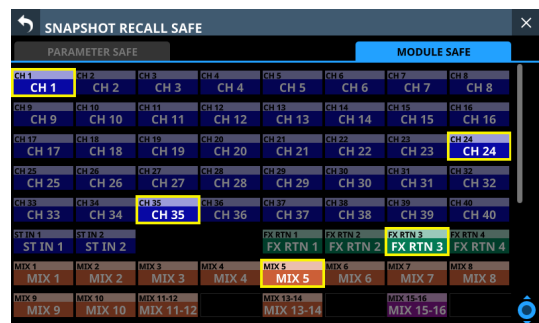 SNAPSHOT RECALL SAFE
PARAMETER SAFE MODULE SAFE
CH 1 CH 2 CH 3 CH 4 CH 5 CH 6 CH 7 CH 8
CH 1 CH 2 CH 3 CH 4 CH 5 CH 6 CH 7 CH 8
CH 9 CH 10 CH 11 CH 12 CH 13 CH 14 CH 15 CH 16
CH 9 CH 10 CH 11 CH 12 CH 13 CH 14 CH 15 CH 16
CH 17 CH 18 CH 19 CH 20 CH 21 CH 22 CH 23 CH 24
CH 17 CH 18 CH 19 CH 20 CH 21 CH 22 CH 23 CH 24
CH 25 CH 26 CH 27 CH 28 CH 29 CH 30 CH 31 CH 32
CH 25 CH 26 CH 27 CH 28 CH 29 CH 30 CH 31 CH 32
CH 33 CH 34 CH 35 CH 36 CH 37 CH 38 CH 39 CH 40
CH 33 CH 34 CH 35 CH 36 CH 37 CH 38 CH 39 CH 40
ST IN 1 ST IN 2 FX RTN 1 FX RTN 2 FX RTN 3 FX RTN 4
ST IN 1 ST IN 2 FX RTN 1 FX RTN 2 FX RTN 3 FX RTN 4
MIX 1 MIX 2 MIX 3 MIX 4 MIX 5 MIX 6 MIX 7 MIX 8
MIX 1 MIX 2 MIX 3 MIX 4 MIX 5 MIX 6 MIX 7 MIX 8
MIX 9 MIX 10 MIX 11-12 MIX 13-14 MIX 15-16
MIX 9 MIX 10 MIX 11-12 MIX 13-14 MIX 15-16